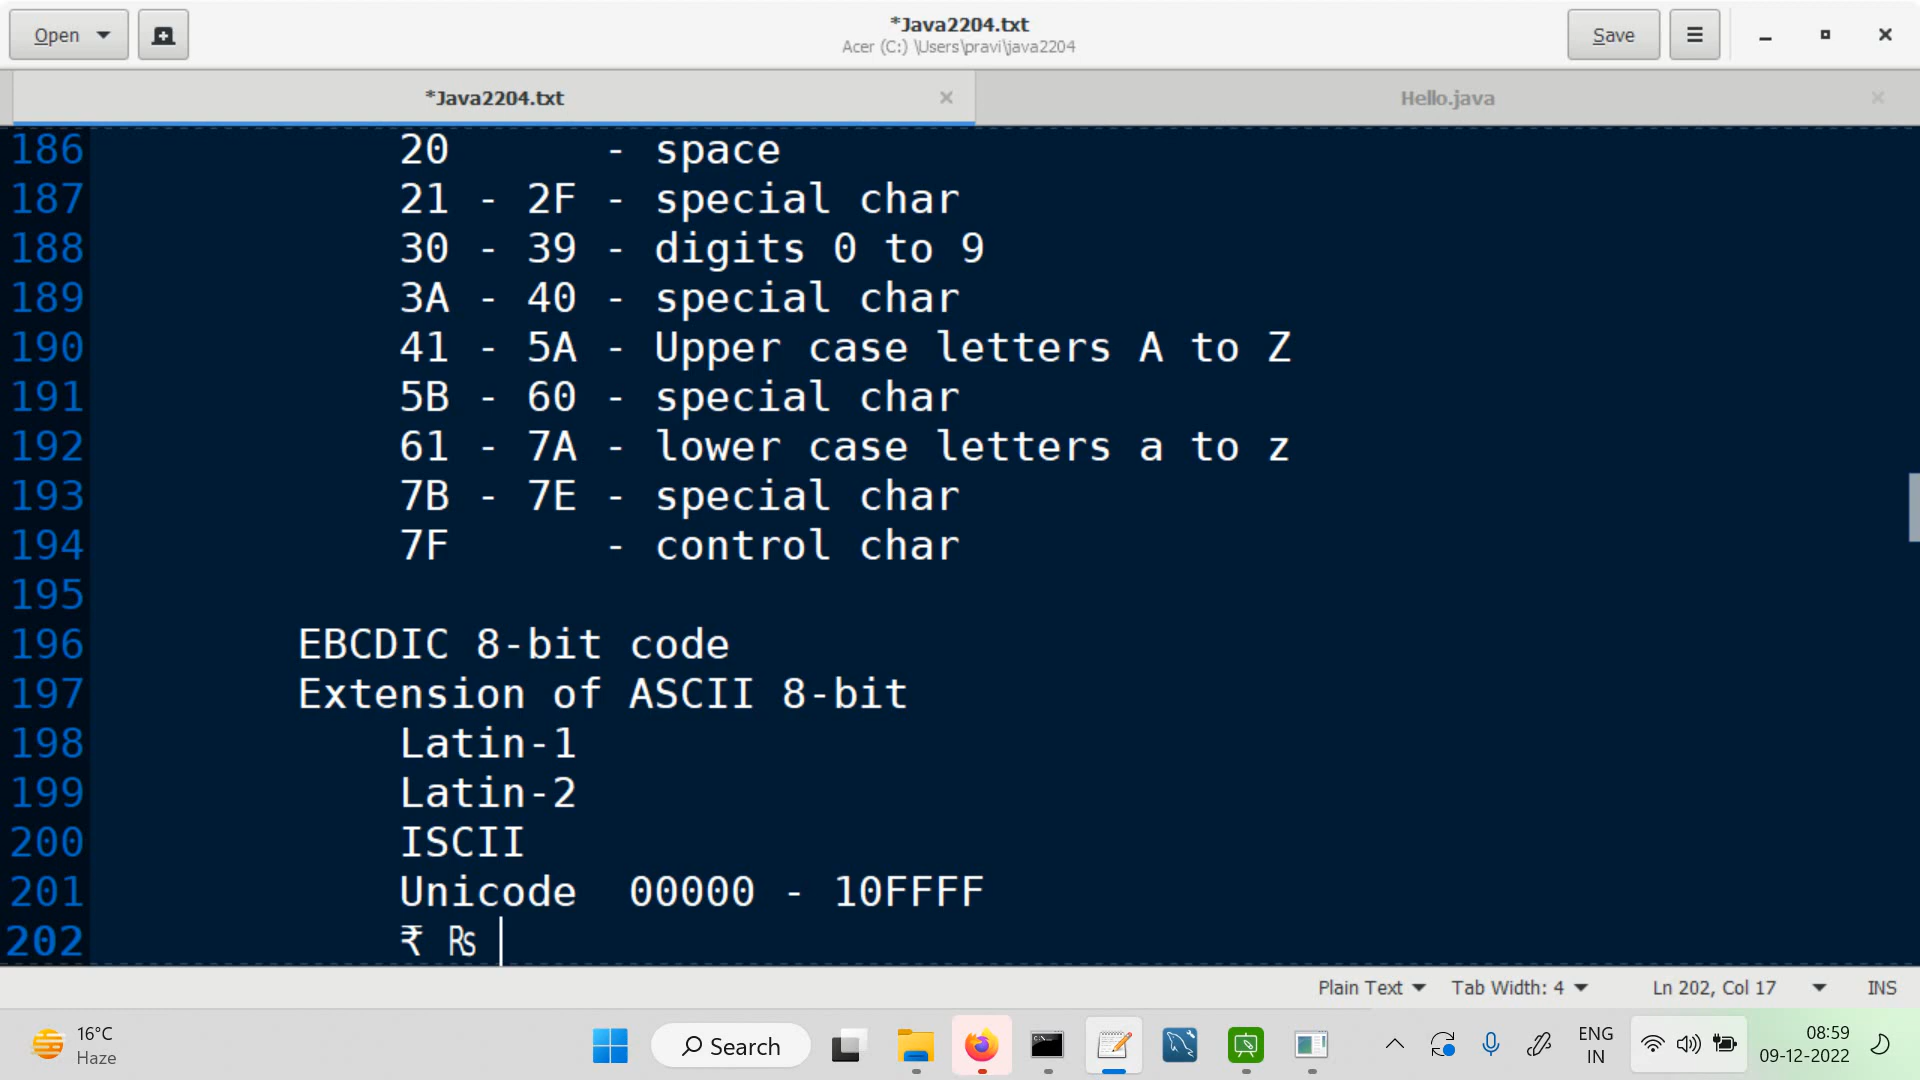 Open
*Java2204.txt
Acer (C:) \Users\pravi\java2204
Save
*Java2204.txt
Hello.java
186 20 - space
187 21 - 2F - special char
188 30 - 39 - digits 0 to 9
189 3A - 40 - special char
190 41 - 5A - Upper case letters A to Z
191 5B - 60 - special char
192 61 - 7A - lower case letters a to z
193 7B - 7E - special char
194 7F - control char
195
196 EBCDIC 8-bit code
197 Extension of ASCII 8-bit
198 Latin-1
199 Latin-2
200 ISCII
201 Unicode 00000 - 10FFFF
202 ₹ ₨
Plain Text Tab Width: 4 Ln 202, Col 17 INS
16°C
Haze
Search
ENG
IN
08:59
09-12-2022